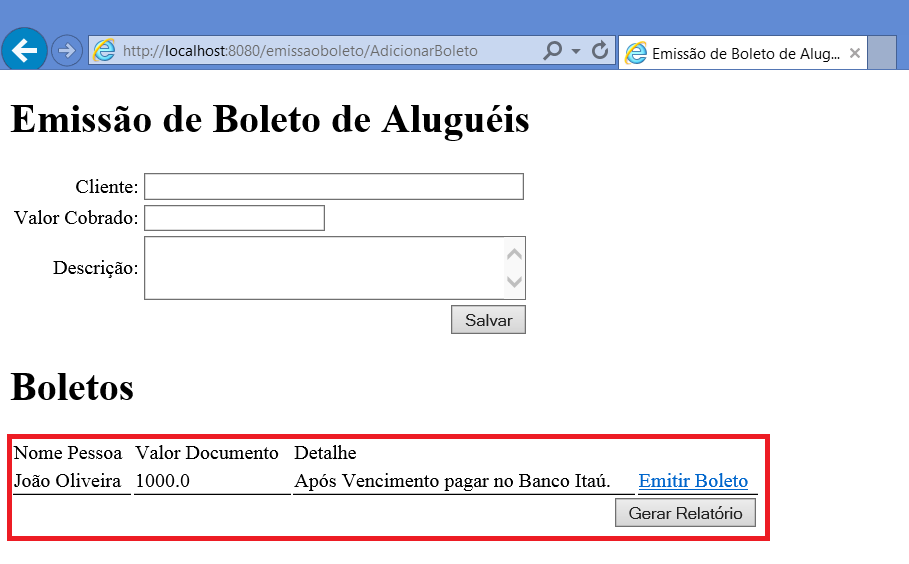 http://localhost:8080/emissaoboleto/AdicionarBoleto
Emissão de Boleto de Alug...
Emissão de Boleto de Aluguéis
Cliente:
Valor Cobrado:
Descrição:
Salvar
Boletos
Nome Pessoa Valor Documento Detalhe
João Oliveira 1000.0 Após Vencimento pagar no Banco Itaú. Emitir Boleto
Gerar Relatório